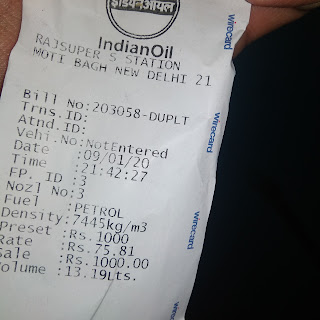 इंडियनऑयल
IndianOil
RAJSUPER S STATION
MOTI BAGH NEW DELHI 21
Bill No:203058-DUPLT
Trns.ID:
Atnd.ID:
Vehi.No:NotEntered
Date :09/01/20
Time :21:42:27
FP. ID :3
Nozl No:3
Fuel :PETROL
Density:7445kg/m3
Preset :Rs.1000
Rate :Rs.75.81
Sale :Rs.1000.00
Volume :13.19Lts.
wirecard
wirecard
wirecard
wirecard